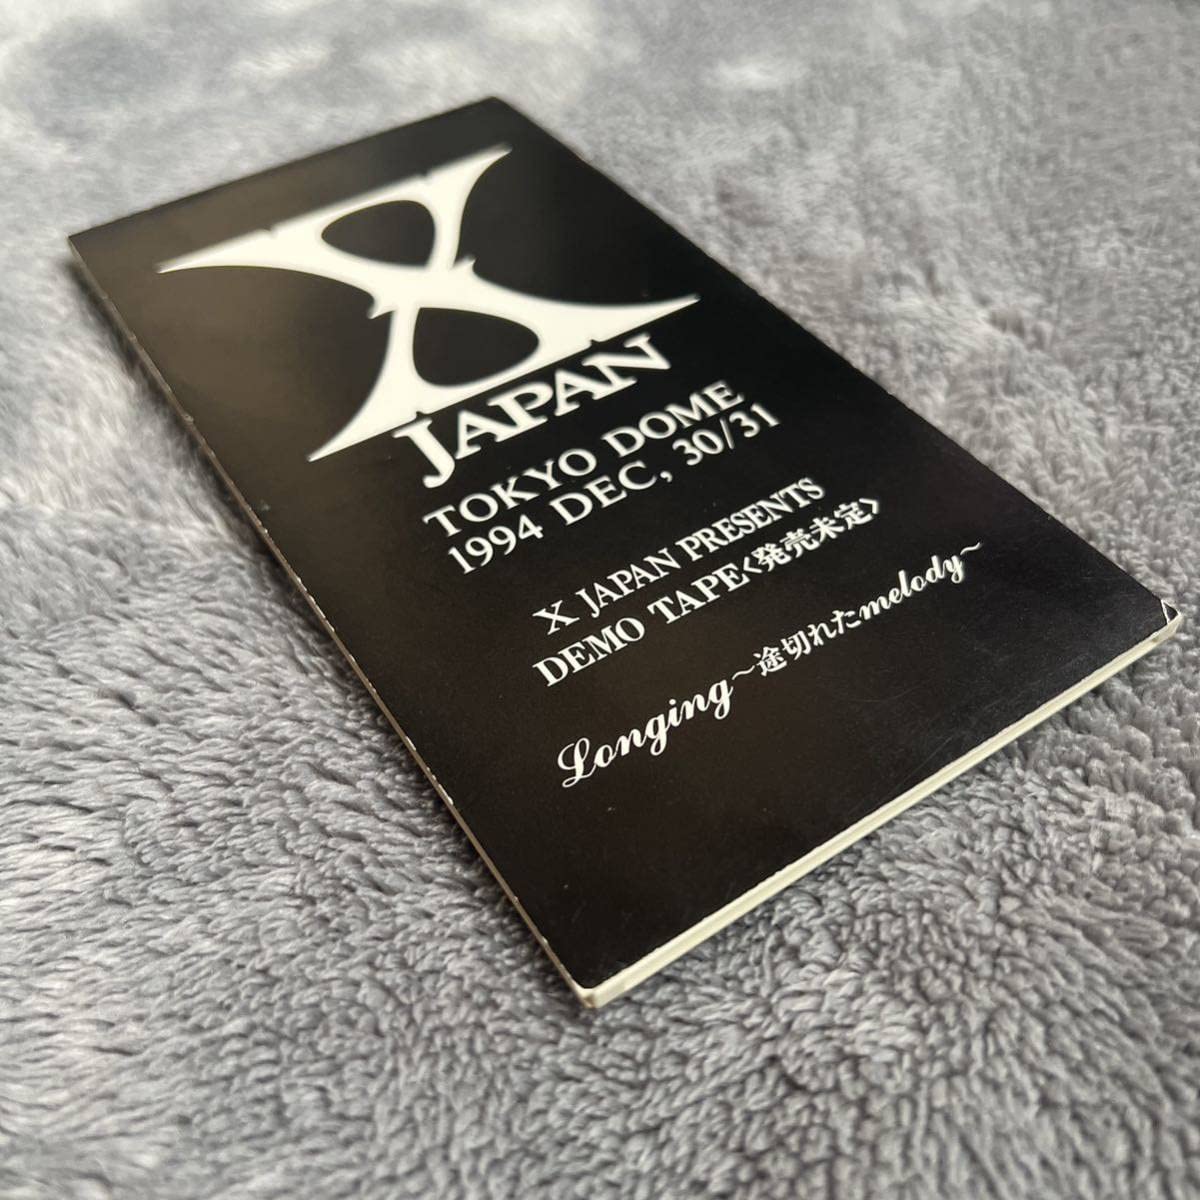 X
JAPAN
TOKYO DOME
1994 DEC, 30/31
X JAPAN PRESENTS
DEMO TAPE<発売未定>
Longing~途切れたmelody~